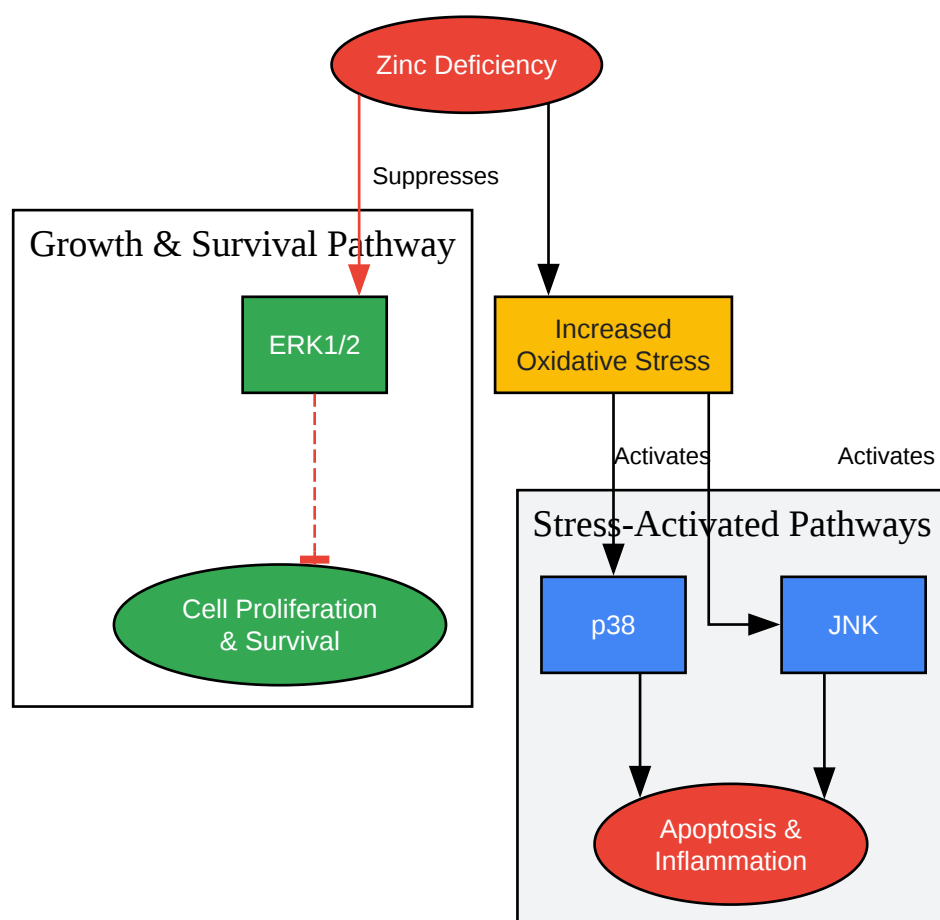 Zinc Deficiency
Suppresses
Growth & Survival Pathway
ERK1/2
Increased
Oxidative Stress
Activates
Activates
Stress-Activated Pathways
Cell Proliferation
& Survival
p38
JNK
Apoptosis &
Inflammation